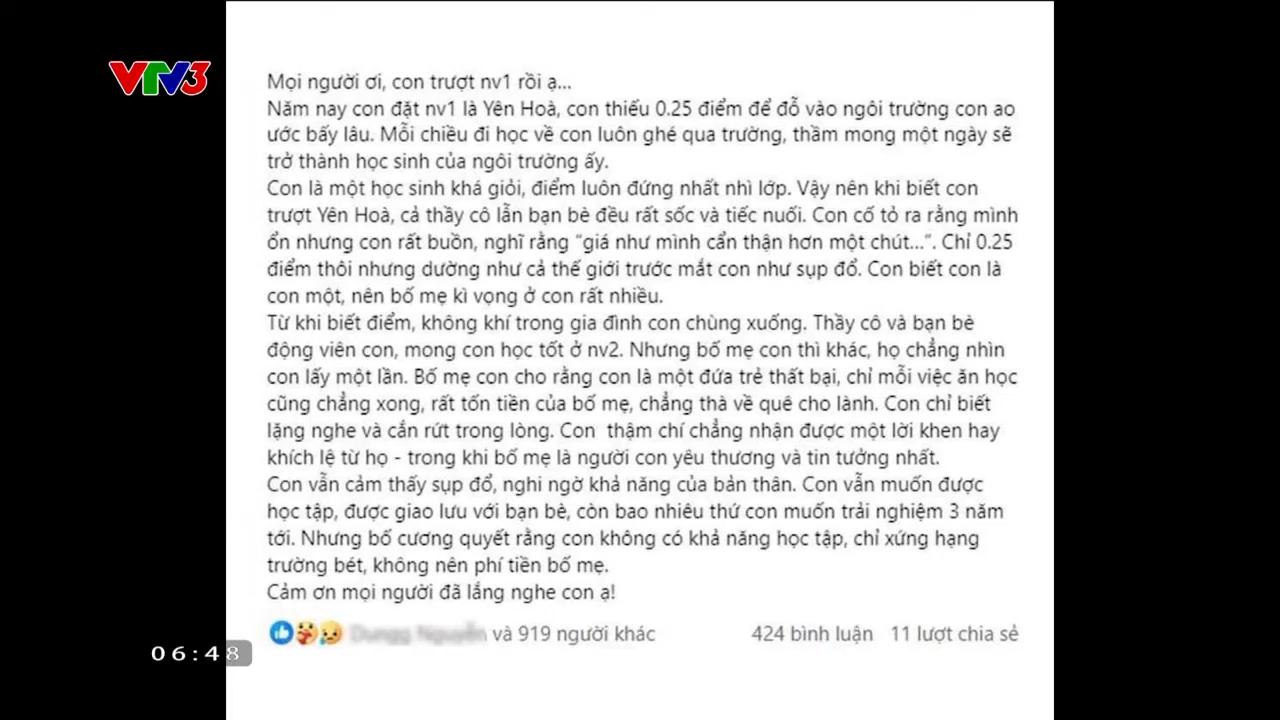 VTV3
Mọi người ơi, con trượt nv1 rồi ạ...
Năm nay con đặt nv1 là Yên Hoà, con thiếu 0.25 điểm để đỗ vào ngôi trường con ao
ước bấy lâu. Mỗi chiều đi học về con luôn ghé qua trường, thầm mong một ngày sẽ
trở thành học sinh của ngôi trường ấy.
Con là một học sinh khá giỏi, điểm luôn đứng nhất nhì lớp. Vậy nên khi biết con
trượt Yên Hoà, cả thầy cô lẫn bạn bè đều rất sốc và tiếc nuối. Con cố tỏ ra rằng mình
ổn nhưng con rất buồn, nghĩ rằng “giá như mình cẩn thận hơn một chút...”. Chỉ 0.25
điểm thôi nhưng dường như cả thế giới trước mắt con như sụp đổ. Con biết con là
con một, nên bố mẹ kì vọng ở con rất nhiều.
Từ khi biết điểm, không khí trong gia đình con chùng xuống. Thầy cô và bạn bè
động viên con, mong con học tốt ở nv2. Nhưng bố mẹ con thì khác, họ chẳng nhìn
con lấy một lần. Bố mẹ con cho rằng con là một đứa trẻ thất bại, chỉ mỗi việc ăn học
cũng chẳng xong, rất tốn tiền của bố mẹ, chẳng thà về quê cho lành. Con chỉ biết
lặng nghe và cắn rứt trong lòng. Con thậm chí chẳng nhận được một lời khen hay
khích lệ từ họ - trong khi bố mẹ là người con yêu thương và tin tưởng nhất.
Con vẫn cảm thấy sụp đổ, nghi ngờ khả năng của bản thân. Con vẫn muốn được
học tập, được giao lưu với bạn bè, còn bao nhiêu thứ con muốn trải nghiệm 3 năm
tới. Nhưng bố cương quyết rằng con không có khả năng học tập, chỉ xứng hạng
trường bét, không nên phí tiền bố mẹ.
Cảm ơn mọi người đã lắng nghe con ạ!
và 919 người khác 424 bình luận 11 lượt chia sẻ
06:48